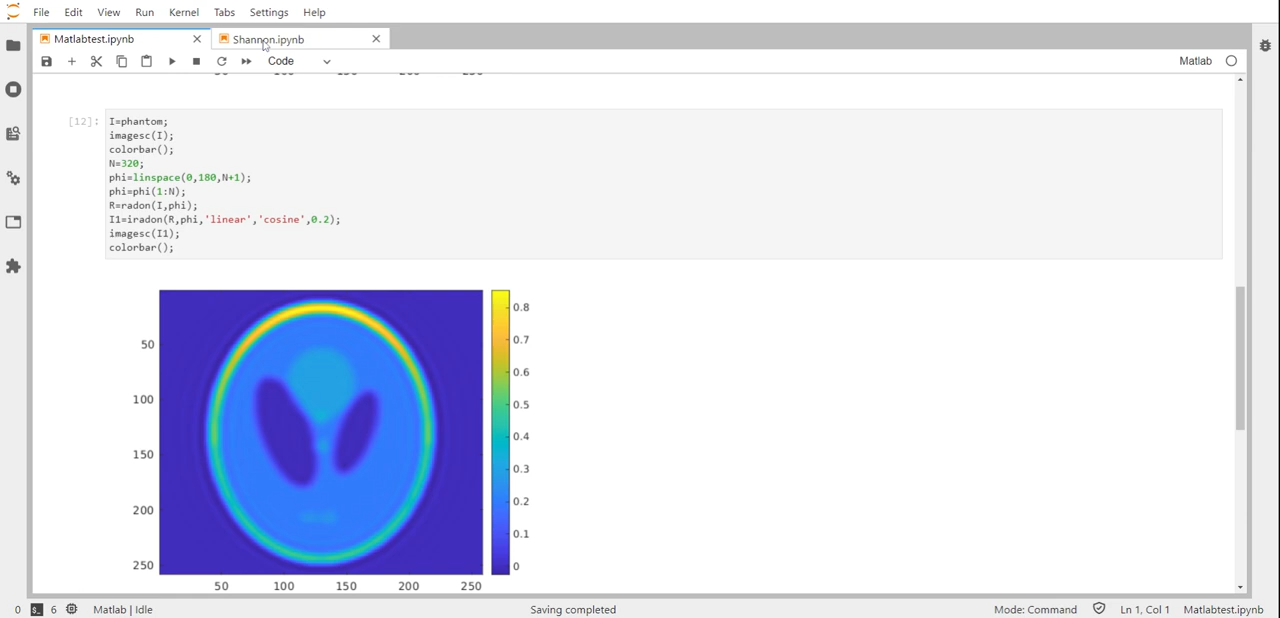 File Edit View Run Kernel Tabs Settings Help
Matlabtest.ipynb Shannon.ipynb
Code Matlab
[12]: I=phantom;
imagesc(I);
colorbar();
N=320;
phi=linspace(0,180,N+1);
phi=phi(1:N);
R=radon(I,phi);
I1=iradon(R,phi,'linear','cosine',0.2);
imagesc(I1);
colorbar();
0.8
0.7
50
0.6
100
0.5
0.4
150
0.3
200
0.2
0.1
250
0
50 100 150 200 250
0 6 Matlab | Idle Saving completed Mode: Command Ln 1, Col 1 Matlabtest.ipynb